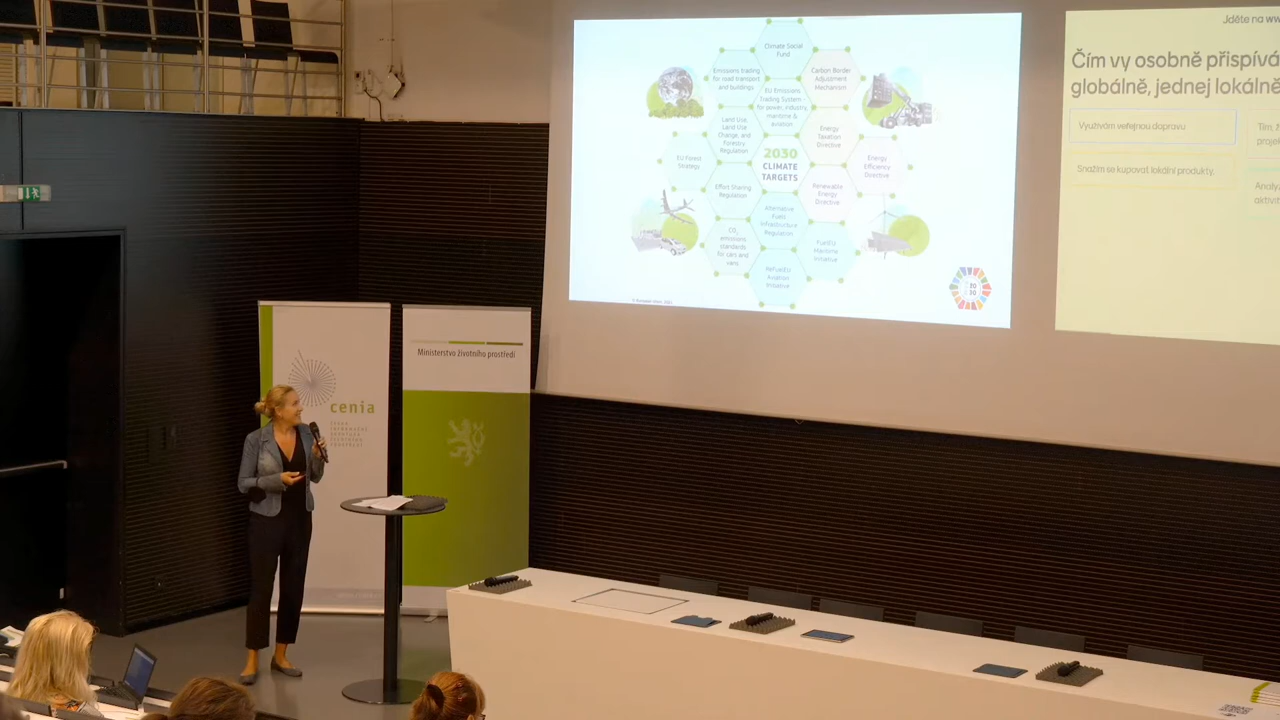 Climate Social
Fund
Emissions trading
for road transport
and buildings
Carbon Border
Adjustment
Mechanism
EU Emissions
Trading System
for power, industry,
maritime &
aviation
Land Use,
Land Use
Change, and
Forestry
Regulation
Energy
Taxation
Directive
EU Forest
Strategy
2030
CLIMATE
TARGETS
Energy
Efficiency
Directive
Effort Sharing
Regulation
Renewable
Energy
Directive
Alternative
Fuels
Infrastructure
Regulation
CO2
emissions
standards
for cars and
vans
FuelEU
Maritime
Initiative
ReFuelEU
Aviation
Initiative
Jděte na
Čím vy osobně přispívá
globálně, jednej lokálně
Využívám veřejnou dopravu
Snažím se kupovat lokální produkty.
cenia
Ministerstvo životního prostředí